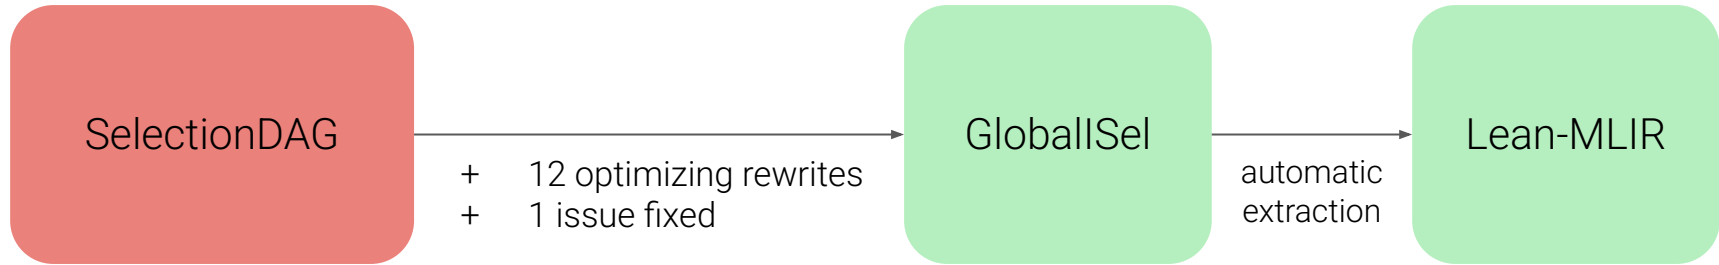 SelectionDAG
+ 12 optimizing rewrites
+ 1 issue fixed
GlobalISel
automatic
extraction
Lean-MLIR